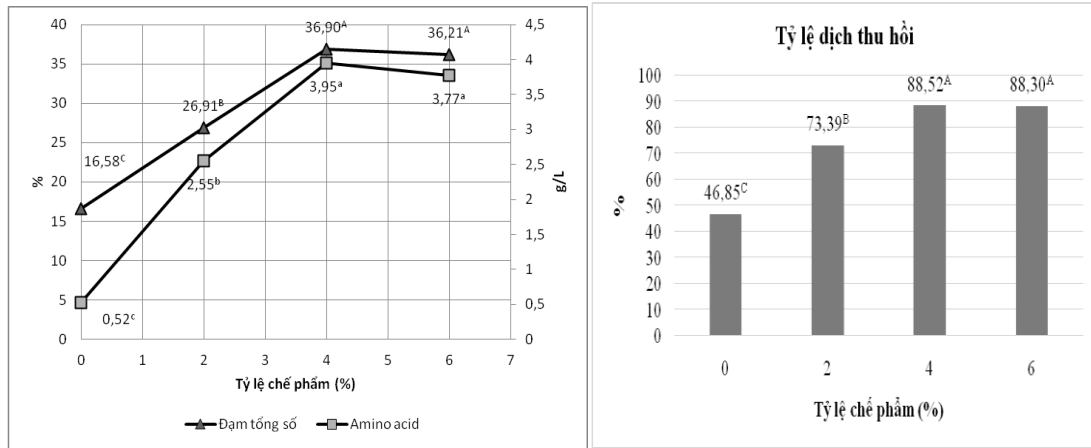 40
35
30
25
20
15
10
5
0
%
4,5
4
3,5
3
2,5
2
1,5
1
0,5
0
g/L
16,58ᶜ
26,91ᴮ
36,90ᴬ
36,21ᴬ
0,52ᶜ
2,55ᵇ
3,95ᵃ
3,77ᵃ
0 1 2 3 4 5 6 7
Tỷ lệ chế phẩm (%)
Đạm tổng số Amino acid
Tỷ lệ dịch thu hồi
100
90
80
70
60
50
40
30
20
10
0
%
46,85ᶜ
73,39ᴮ
88,52ᴬ
88,30ᴬ
0 2 4 6
Tỷ lệ chế phẩm (%)